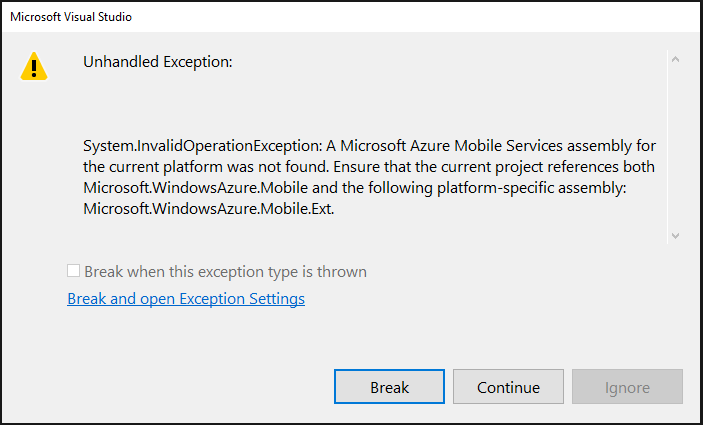 Microsoft Visual Studio
Unhandled Exception:
System.InvalidOperationException: A Microsoft Azure Mobile Services assembly for
the current platform was not found. Ensure that the current project references both
Microsoft.WindowsAzure.Mobile and the following platform-specific assembly:
Microsoft.WindowsAzure.Mobile.Ext.
Break when this exception type is thrown
Break and open Exception Settings
Break
Continue
Ignore